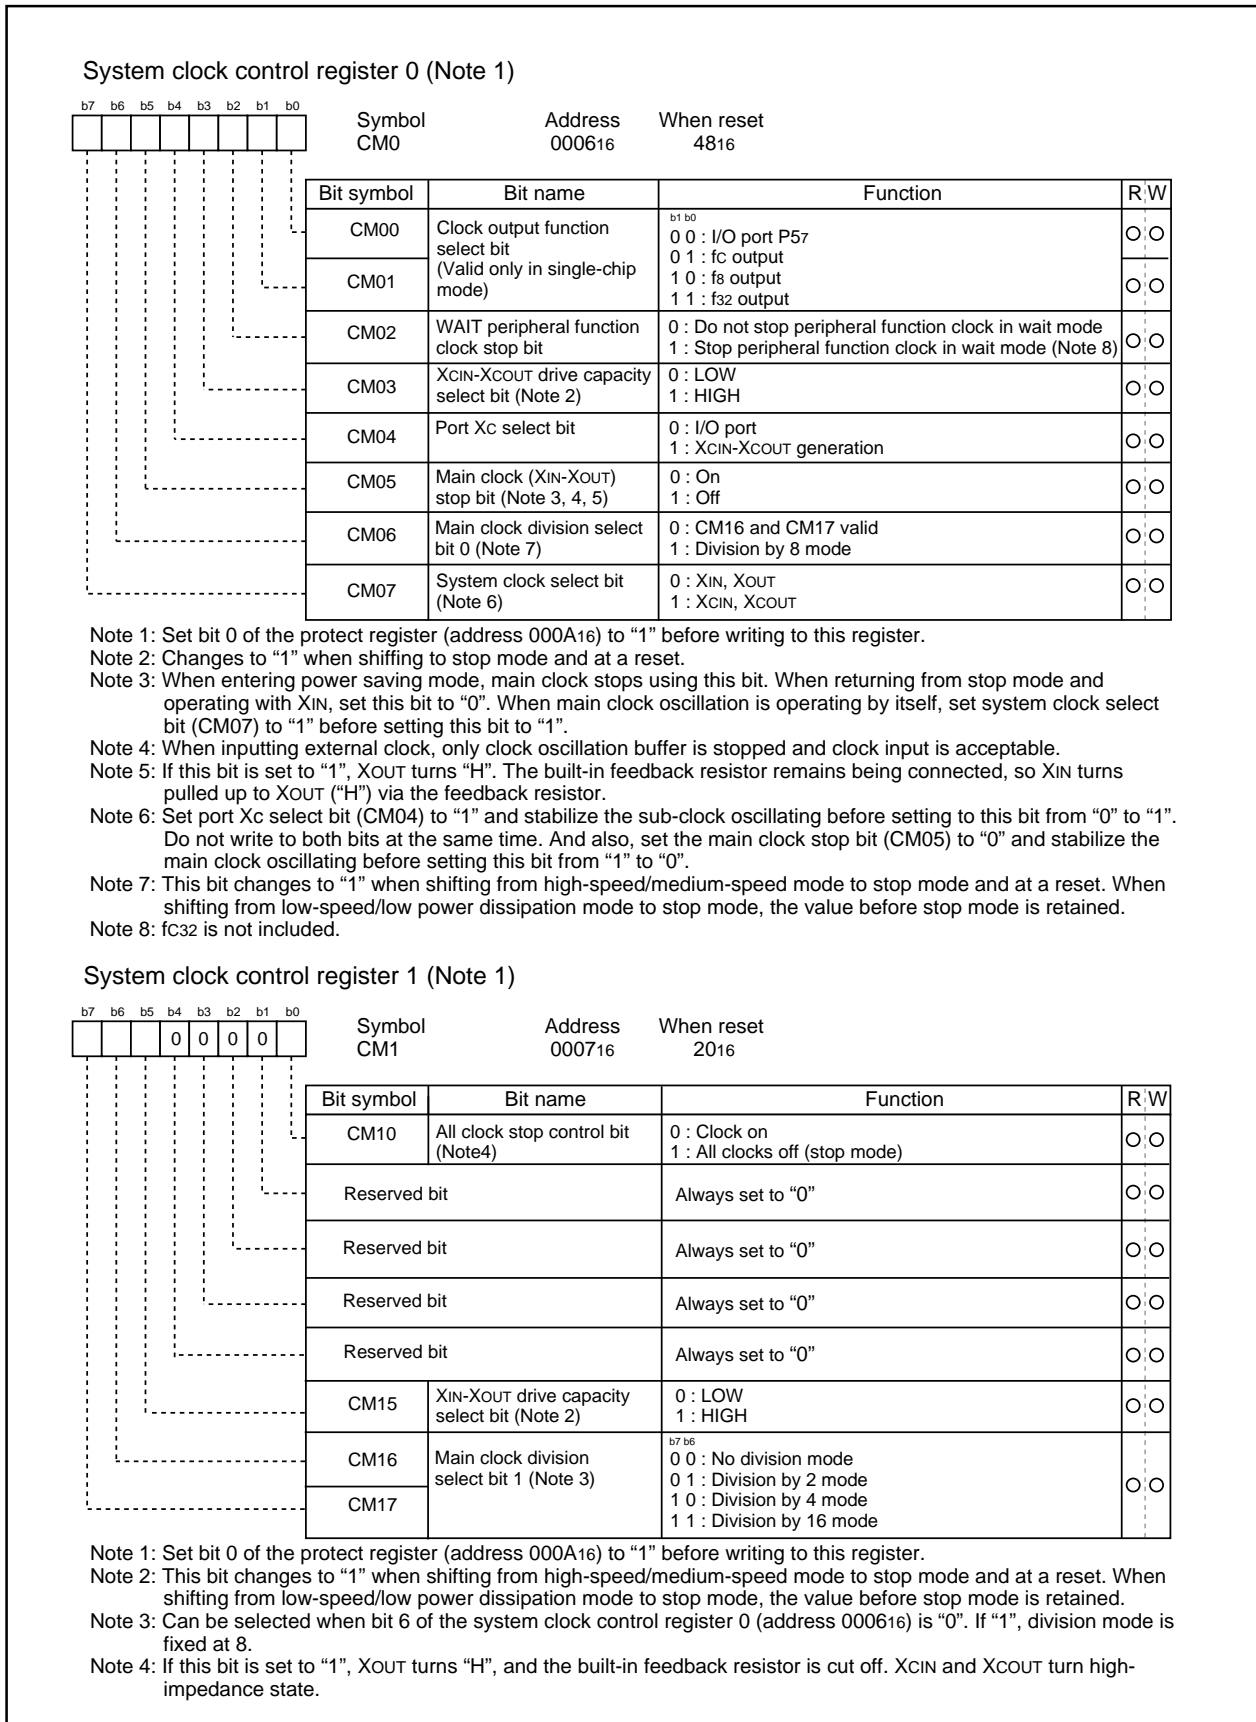 System clock control register 0 (Note 1)
b7 b6 b5 b4 b3 b2 b1 b0
Symbol Address When reset
CM0 000616 4816
Bit symbol Bit name Function R W
CM00 Clock output function select bit (Valid only in single-chip mode)
b1 b0
0 0 : I/O port P57
0 1 : fC output
CM01
1 0 : f8 output
1 1 : f32 output
CM02 WAIT peripheral function 0 : Do not stop peripheral function clock in wait mode
clock stop bit 1 : Stop peripheral function clock in wait mode (Note 8)
CM03 XCIN-XCOUT drive capacity 0 : LOW
select bit (Note 2) 1 : HIGH
CM04 Port XC select bit 0 : I/O port
1 : XCIN-XCOUT generation
CM05 Main clock (XIN-XOUT) 0 : On
stop bit (Note 3, 4, 5) 1 : Off
CM06 Main clock division select 0 : CM16 and CM17 valid
bit 0 (Note 7) 1 : Division by 8 mode
CM07 System clock select bit 0 : XIN, XOUT
(Note 6) 1 : XCIN, XCOUT
Note 1: Set bit 0 of the protect register (address 000A16) to “1” before writing to this register.
Note 2: Changes to “1” when shiffing to stop mode and at a reset.
Note 3: When entering power saving mode, main clock stops using this bit. When returning from stop mode and
operating with XIN, set this bit to “0”. When main clock oscillation is operating by itself, set system clock select
bit (CM07) to “1” before setting this bit to “1”.
Note 4: When inputting external clock, only clock oscillation buffer is stopped and clock input is acceptable.
Note 5: If this bit is set to “1”, XOUT turns “H”. The built-in feedback resistor remains being connected, so XIN turns
pulled up to XOUT (“H”) via the feedback resistor.
Note 6: Set port Xc select bit (CM04) to “1” and stabilize the sub-clock oscillating before setting to this bit from “0” to “1”.
Do not write to both bits at the same time. And also, set the main clock stop bit (CM05) to “0” and stabilize the
main clock oscillating before setting this bit from “1” to “0”.
Note 7: This bit changes to “1” when shifting from high-speed/medium-speed mode to stop mode and at a reset. When
shifting from low-speed/low power dissipation mode to stop mode, the value before stop mode is retained.
Note 8: fC32 is not included.
System clock control register 1 (Note 1)
b7 b6 b5 b4 b3 b2 b1 b0
0 0 0 0
Symbol Address When reset
CM1 000716 2016
Bit symbol Bit name Function R W
CM10 All clock stop control bit 0 : Clock on
(Note4) 1 : All clocks off (stop mode)
Reserved bit Always set to “0”
Reserved bit Always set to “0”
Reserved bit Always set to “0”
Reserved bit Always set to “0”
CM15 XIN-XOUT drive capacity 0 : LOW
select bit (Note 2) 1 : HIGH
b7 b6
CM16 Main clock division 0 0 : No division mode
select bit 1 (Note 3) 0 1 : Division by 2 mode
CM17 1 0 : Division by 4 mode
1 1 : Division by 16 mode
Note 1: Set bit 0 of the protect register (address 000A16) to “1” before writing to this register.
Note 2: This bit changes to “1” when shifting from high-speed/medium-speed mode to stop mode and at a reset. When
shifting from low-speed/low power dissipation mode to stop mode, the value before stop mode is retained.
Note 3: Can be selected when bit 6 of the system clock control register 0 (address 000616) is “0”. If “1”, division mode is
fixed at 8.
Note 4: If this bit is set to “1”, XOUT turns “H”, and the built-in feedback resistor is cut off. XCIN and XCOUT turn high-
impedance state.